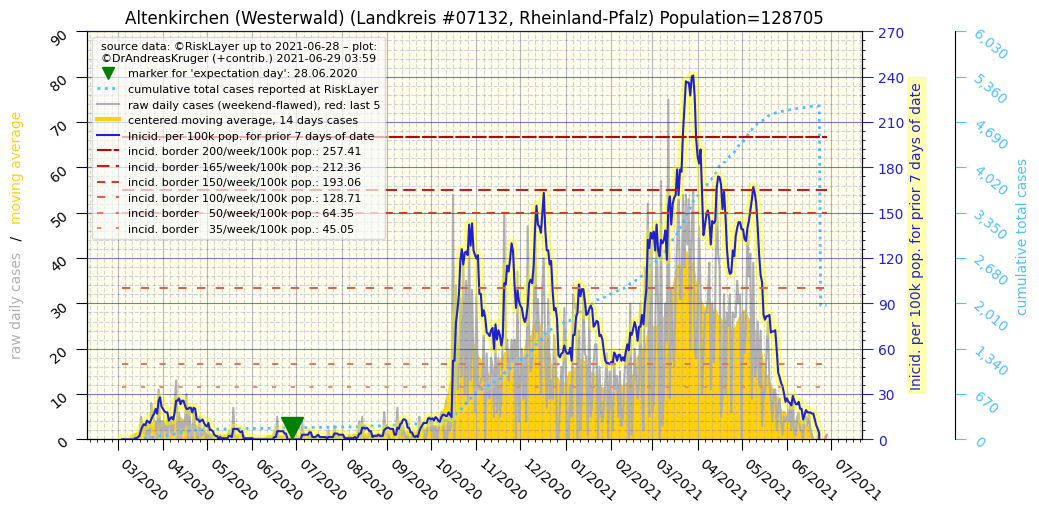 Altenkirchen (Westerwald) (Landkreis #07132, Rheinland-Pfalz) Population=128705
source data: ©RiskLayer up to 2021-06-28 – plot:
©DrAndreasKruger (+contrib.) 2021-06-29 03:59
marker for 'expectation day': 28.06.2020
cumulative total cases reported at RiskLayer
raw daily cases (weekend-flawed), red: last 5
centered moving average, 14 days cases
Inicid. per 100k pop. for prior 7 days of date
incid. border 200/week/100k pop.: 257.41
incid. border 165/week/100k pop.: 212.36
incid. border 150/week/100k pop.: 193.06
incid. border 100/week/100k pop.: 128.71
incid. border 50/week/100k pop.: 64.35
incid. border 35/week/100k pop.: 45.05
raw daily cases / moving average
90
80
70
60
50
40
30
20
10
0
03/2020
04/2020
05/2020
06/2020
07/2020
08/2020
09/2020
10/2020
11/2020
12/2020
01/2021
02/2021
03/2021
04/2021
05/2021
06/2021
07/2021
270
240
210
180
150
120
90
60
30
0
Inicid. per 100k pop. for prior 7 days of date
6,030
5,360
4,690
4,020
3,350
2,680
2,010
1,340
670
0
cumulative total cases